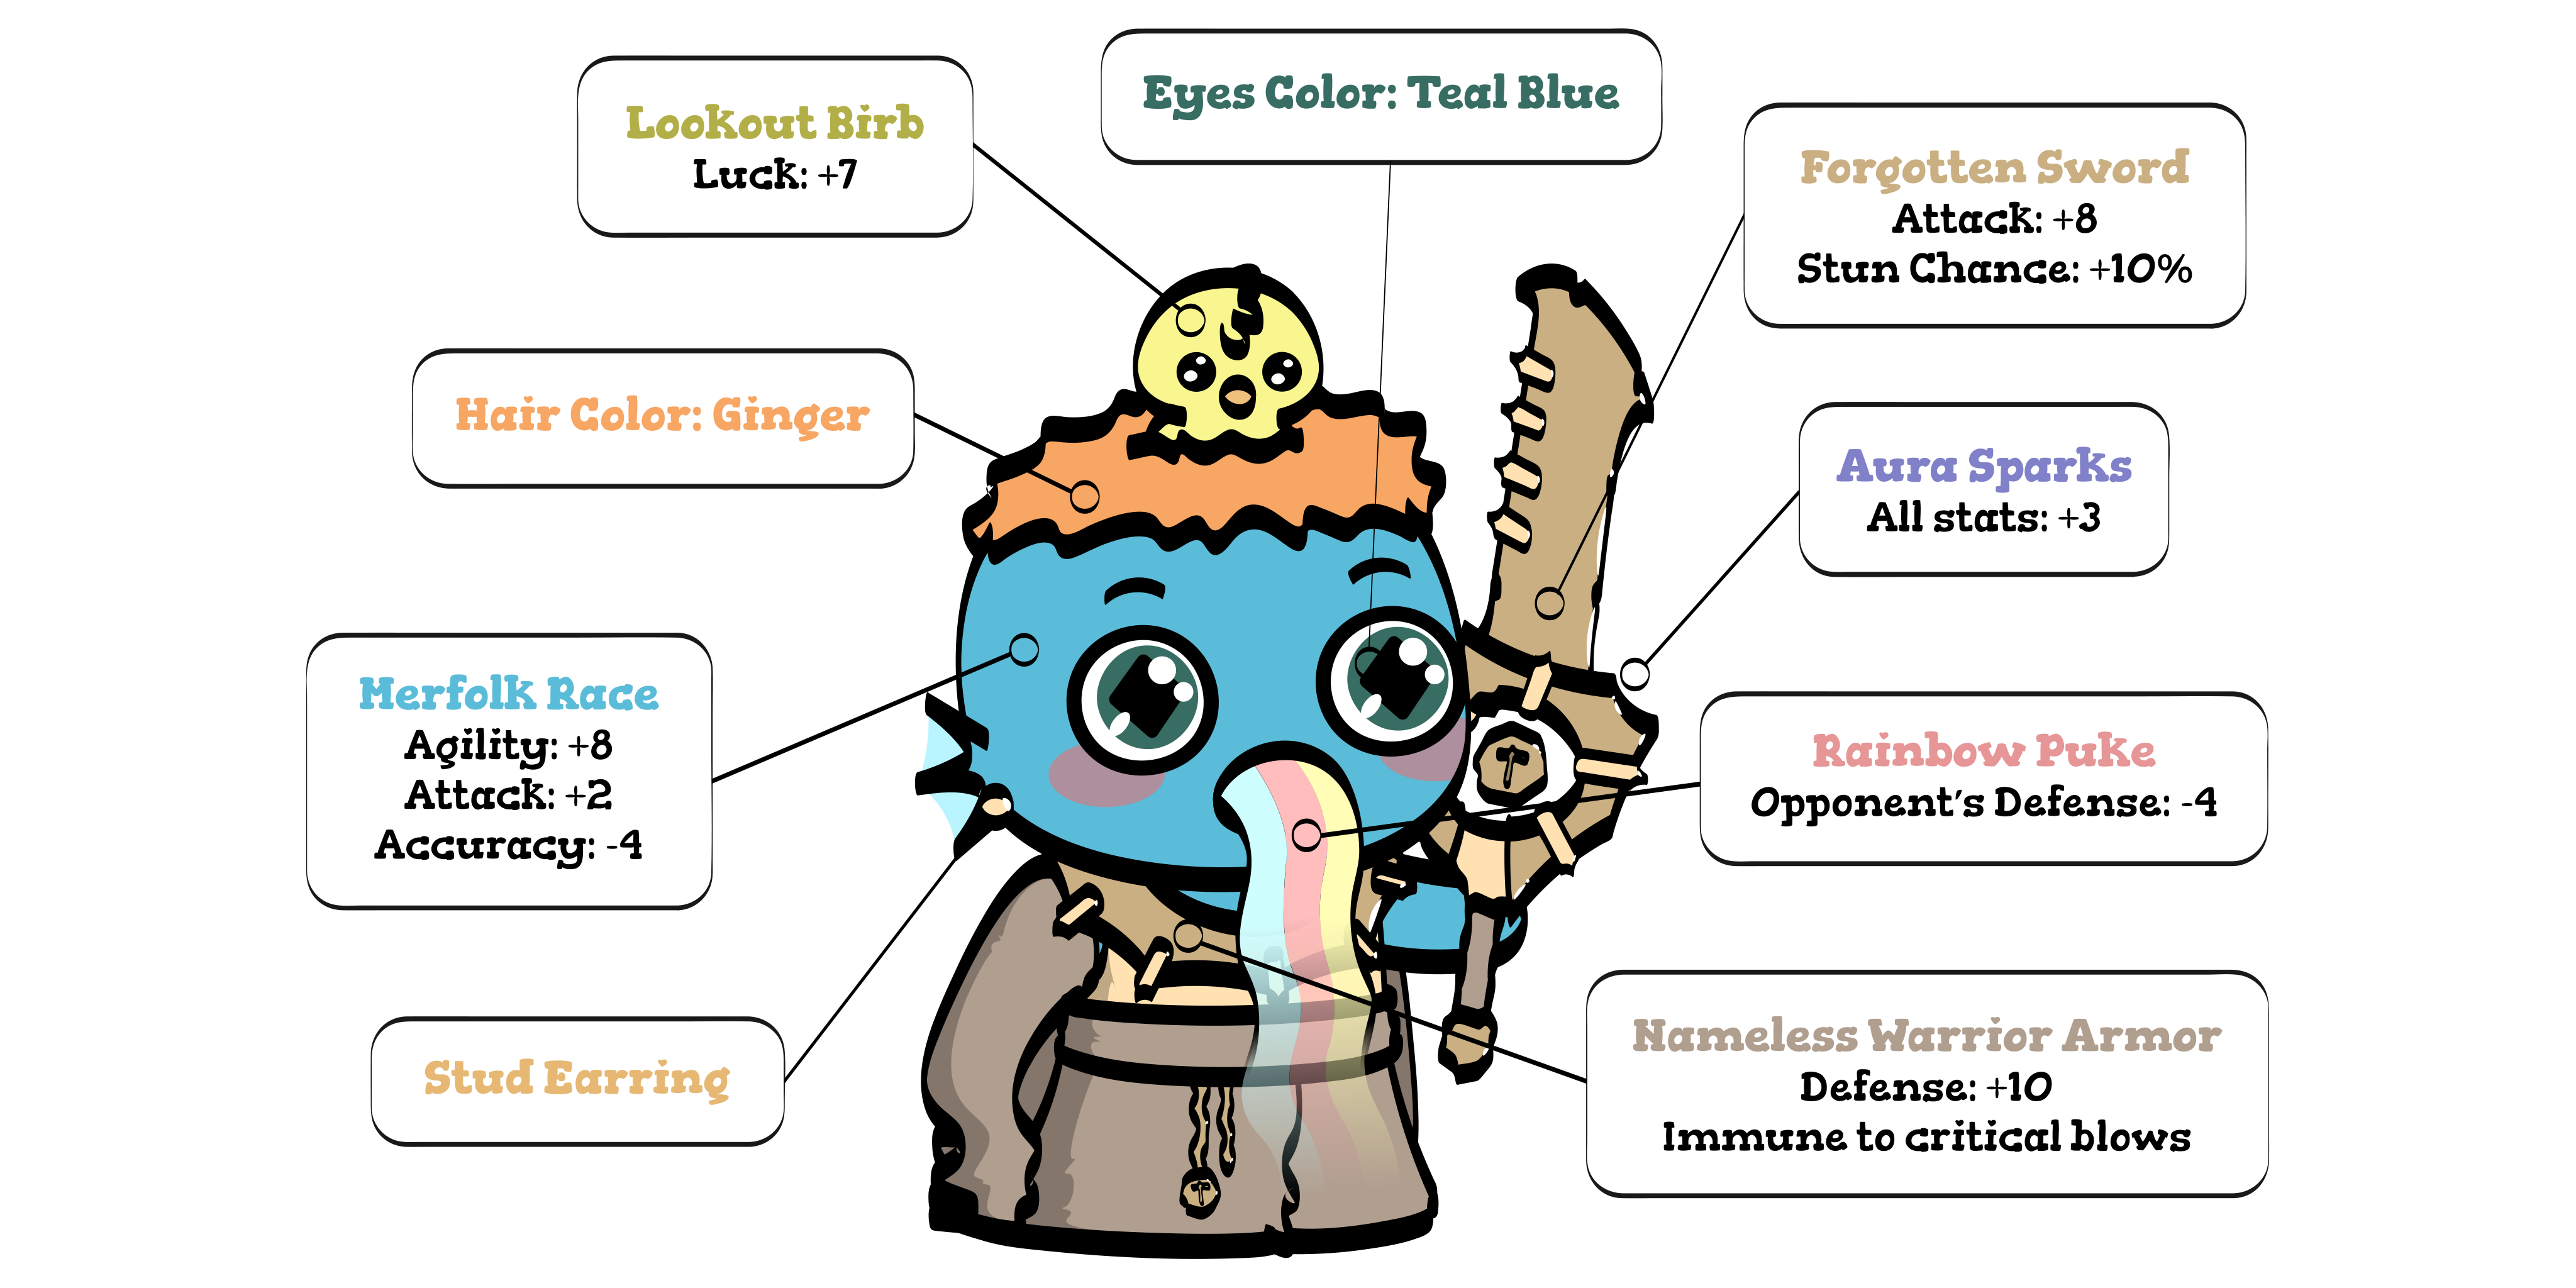 Lookout Birb
Luck: +7
Eyes Color: Teal Blue
Forgotten Sword
Attack: +8
Stun Chance: +10%
Hair Color: Ginger
Aura Sparks
All stats: +3
Merfolk Race
Agility: +8
Attack: +2
Accuracy: -4
Rainbow Puke
Opponent's Defense: -4
Stud Earring
Nameless Warrior Armor
Defense: +10
Immune to critical blows